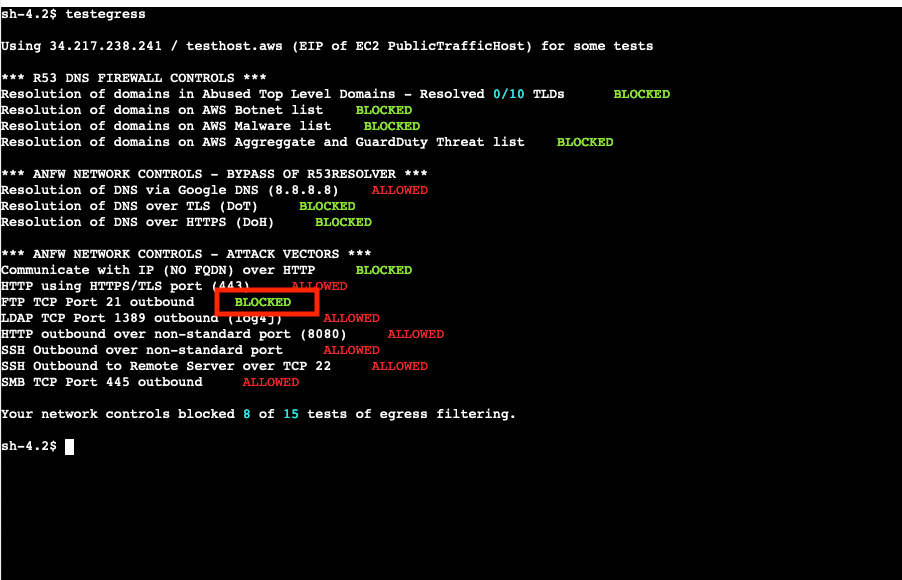 sh-4.2$ testegress
Using 34.217.238.241 / testhost.aws (EIP of EC2 PublicTrafficHost) for some tests
*** R53 DNS FIREWALL CONTROLS ***
Resolution of domains in Abused Top Level Domains - Resolved 0/10 TLDs BLOCKED
Resolution of domains on AWS Botnet list BLOCKED
Resolution of domains on AWS Malware list BLOCKED
Resolution of domains on AWS Aggreggate and GuardDuty Threat list BLOCKED
*** ANFW NETWORK CONTROLS - BYPASS OF R53RESOLVER ***
Resolution of DNS via Google DNS (8.8.8.8) ALLOWED
Resolution of DNS over TLS (DoT) BLOCKED
Resolution of DNS over HTTPS (DoH) BLOCKED
*** ANFW NETWORK CONTROLS - ATTACK VECTORS ***
Communicate with IP (NO FQDN) over HTTP BLOCKED
HTTP using HTTPS/TLS port (443) ALLOWED
FTP TCP Port 21 outbound BLOCKED
LDAP TCP Port 1389 outbound (log4j) ALLOWED
HTTP outbound over non-standard port (8080) ALLOWED
SSH Outbound over non-standard port ALLOWED
SSH Outbound to Remote Server over TCP 22 ALLOWED
SMB TCP Port 445 outbound ALLOWED
Your network controls blocked 8 of 15 tests of egress filtering.
sh-4.2$